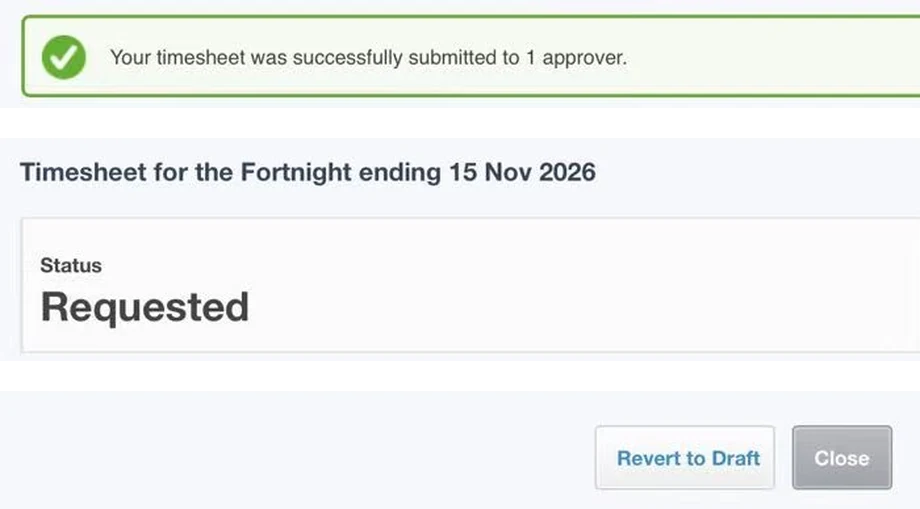 Your timesheet was successfully submitted to 1 approver.
Timesheet for the Fortnight ending 15 Nov 2026
Status
Requested
Revert to Draft
Close